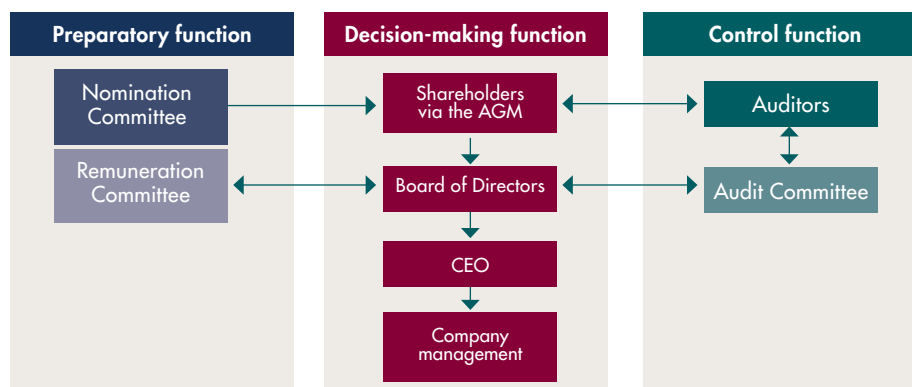 Preparatory function
Nomination
Committee
Remuneration
Committee
Decision-making function
Shareholders
via the AGM
Board of Directors
CEO
Company
management
Control function
Auditors
Audit Committee